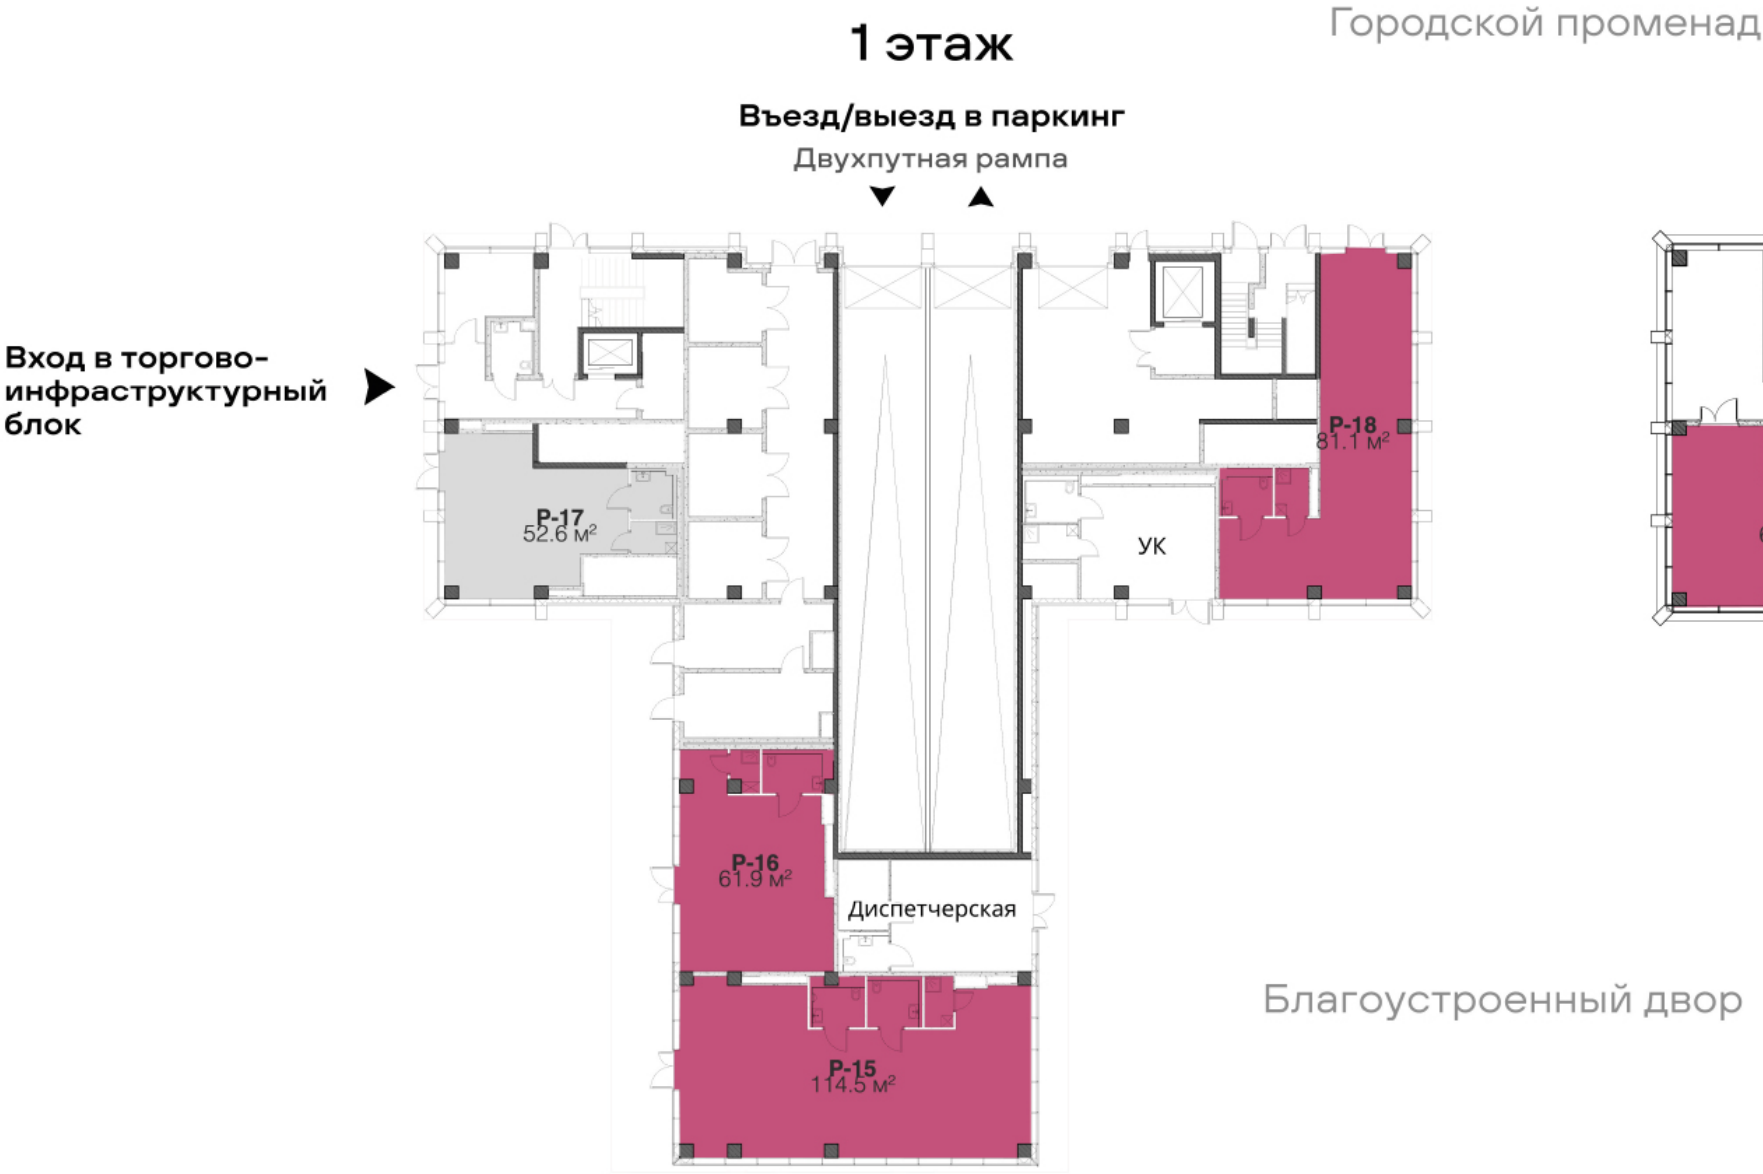 Городской променад
1 этаж
Въезд/выезд в паркинг
Двухпутная рампа
Вход в торгово-
инфраструктурный
блок
P-18
81.1 м²
P-17
52.6 м²
УК
P-16
61.9 м²
Диспетчерская
Благоустроенный двор
P-15
114.5 м²